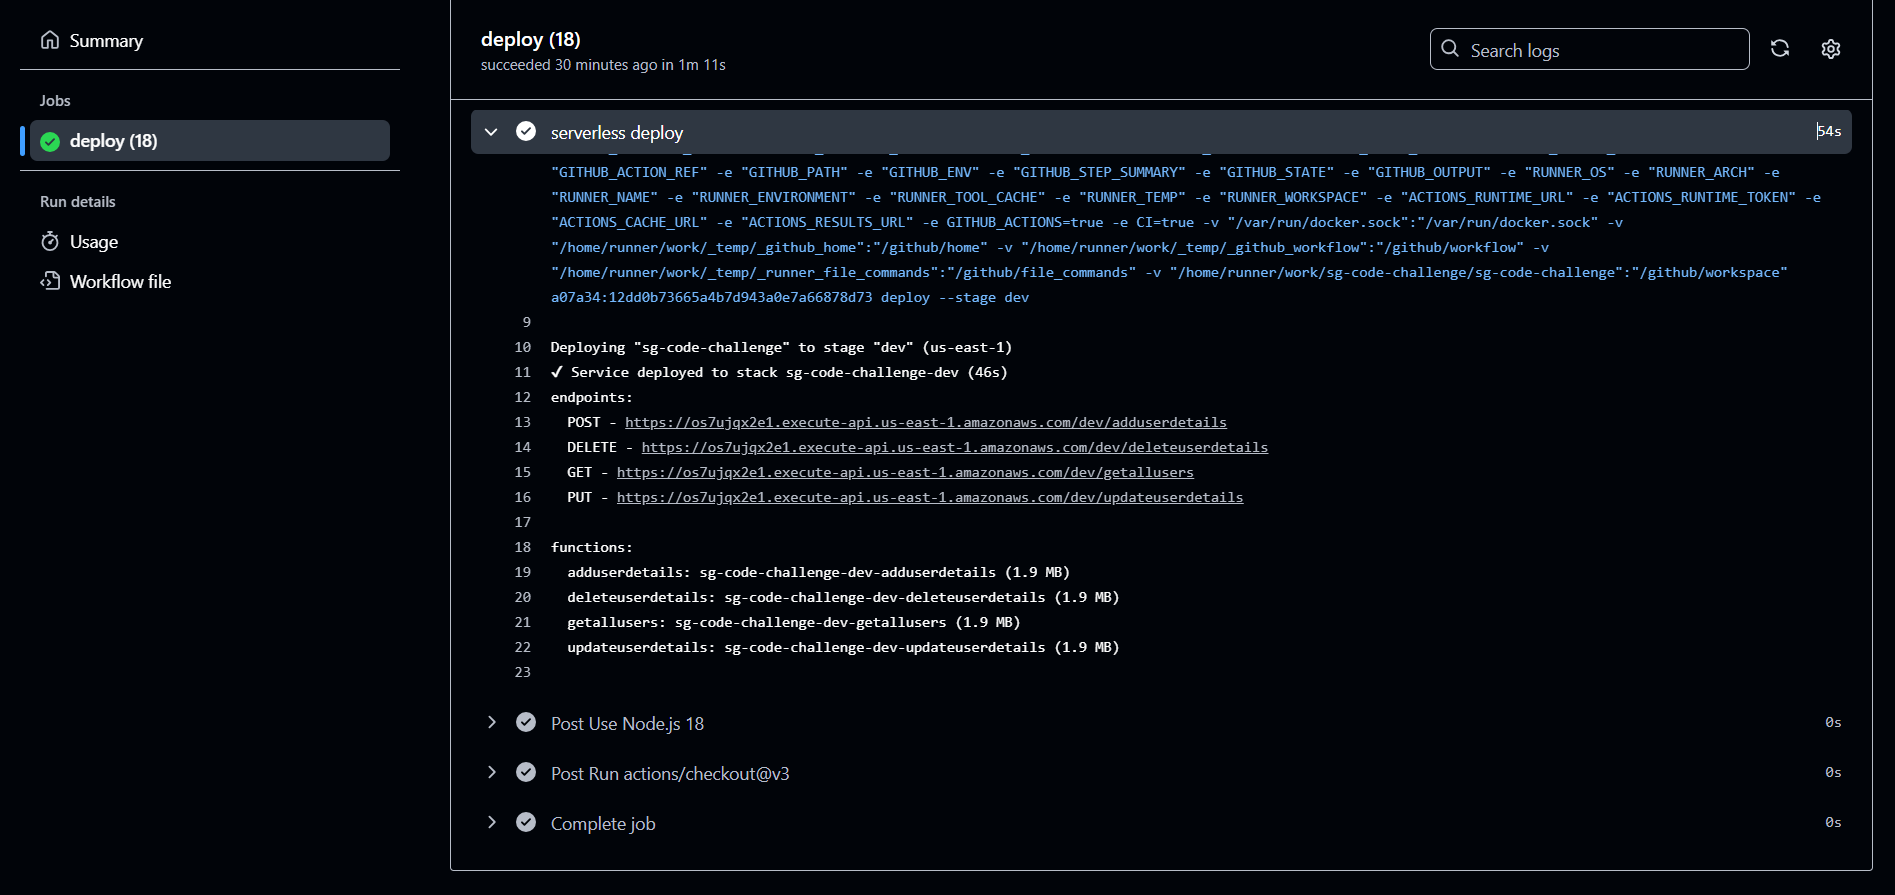 Summary
Jobs
deploy (18)
Run details
Usage
Workflow file
deploy (18)
succeeded 30 minutes ago in 1m 11s
Search logs
serverless deploy
54s
"GITHUB_ACTION_REF" -e "GITHUB_PATH" -e "GITHUB_ENV" -e "GITHUB_STEP_SUMMARY" -e "GITHUB_STATE" -e "GITHUB_OUTPUT" -e "RUNNER_OS" -e "RUNNER_ARCH" -e
"RUNNER_NAME" -e "RUNNER_ENVIRONMENT" -e "RUNNER_TOOL_CACHE" -e "RUNNER_TEMP" -e "RUNNER_WORKSPACE" -e "ACTIONS_RUNTIME_URL" -e "ACTIONS_RUNTIME_TOKEN" -e
"ACTIONS_CACHE_URL" -e "ACTIONS_RESULTS_URL" -e GITHUB_ACTIONS=true -e CI=true -v "/var/run/docker.sock":"/var/run/docker.sock" -v
"/home/runner/work/_temp/_github_home":"/github/home" -v "/home/runner/work/_temp/_github_workflow":"/github/workflow" -v
"/home/runner/work/_temp/_runner_file_commands":"/github/file_commands" -v "/home/runner/work/sg-code-challenge/sg-code-challenge":"/github/workspace"
a07a34:12dd0b73665a4b7d943a0e7a66878d73 deploy --stage dev
9
10 Deploying "sg-code-challenge" to stage "dev" (us-east-1)
11 ✔ Service deployed to stack sg-code-challenge-dev (46s)
12 endpoints:
13 POST - https://os7ujqx2e1.execute-api.us-east-1.amazonaws.com/dev/adduserdetails
14 DELETE - https://os7ujqx2e1.execute-api.us-east-1.amazonaws.com/dev/deleteuserdetails
15 GET - https://os7ujqx2e1.execute-api.us-east-1.amazonaws.com/dev/getallusers
16 PUT - https://os7ujqx2e1.execute-api.us-east-1.amazonaws.com/dev/updateuserdetails
17
18 functions:
19 adduserdetails: sg-code-challenge-dev-adduserdetails (1.9 MB)
20 deleteuserdetails: sg-code-challenge-dev-deleteuserdetails (1.9 MB)
21 getallusers: sg-code-challenge-dev-getallusers (1.9 MB)
22 updateuserdetails: sg-code-challenge-dev-updateuserdetails (1.9 MB)
23
Post Use Node.js 18
0s
Post Run actions/checkout@v3
0s
Complete job
0s